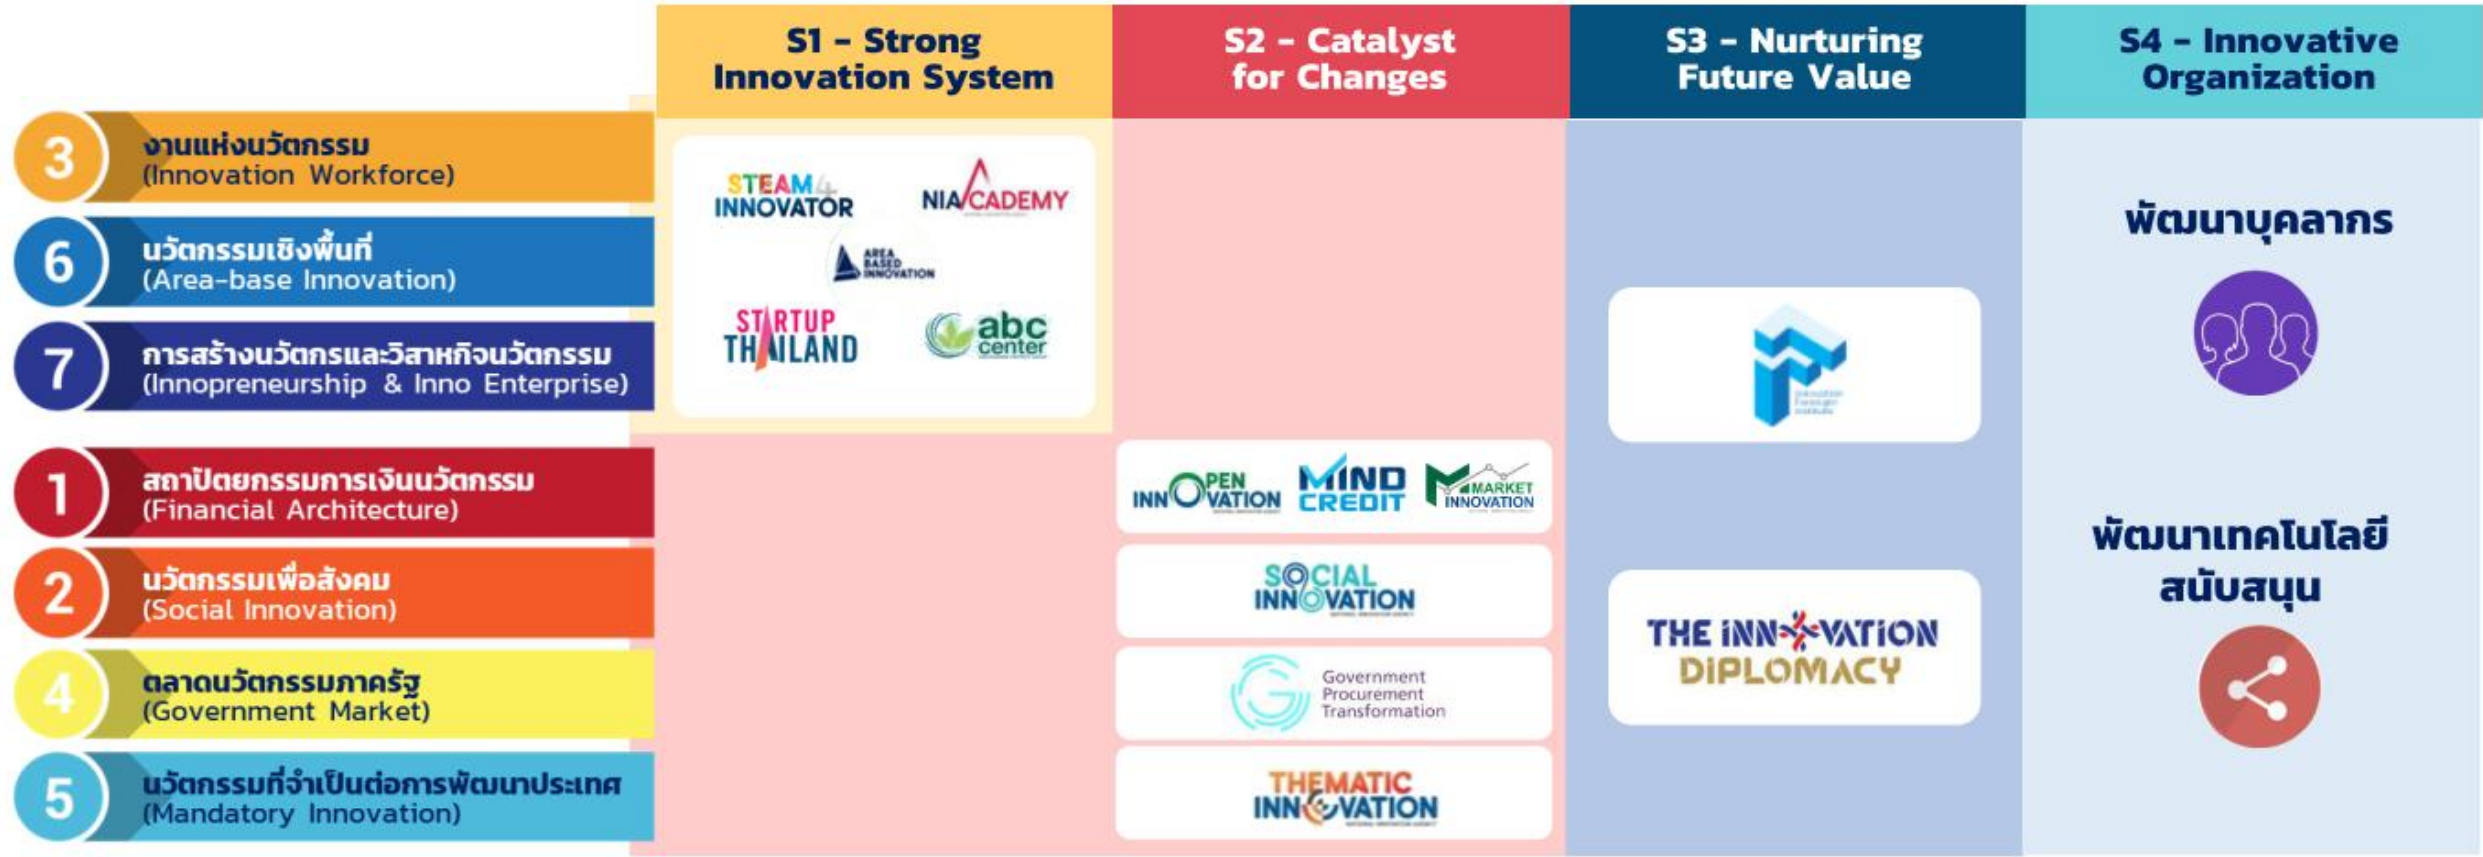 S1 - Strong
Innovation System
S2 - Catalyst
for Changes
S3 - Nurturing
Future Value
S4 - Innovative
Organization
3
งานแห่งนวัตกรรม
(Innovation Workforce)
6
นวัตกรรมเชิงพื้นที่
(Area-base Innovation)
7
การสร้างนวัตกรและวิสาหกิจนวัตกรรม
(Innopreneurship & Inno Enterprise)
1
สถาปัตยกรรมการเงินนวัตกรรม
(Financial Architecture)
2
นวัตกรรมเพื่อสังคม
(Social Innovation)
4
ตลาดนวัตกรรมภาครัฐ
(Government Market)
5
นวัตกรรมที่จำเป็นต่อการพัฒนาประเทศ
(Mandatory Innovation)
STEAM4
INNOVATOR
NIA ACADEMY
AREA
BASED
INNOVATION
STARTUP
THAILAND
abc
center
OPEN
INNOVATION
MIND
CREDIT
MARKET
INNOVATION
SOCIAL
INNOVATION
Government
Procurement
Transformation
THEMATIC
INNOVATION
Innovation
Foresight
Institute
THE INNOVATION
DIPLOMACY
พัฒนาบุคลากร
พัฒนาเทคโนโลยี
สนับสนุน